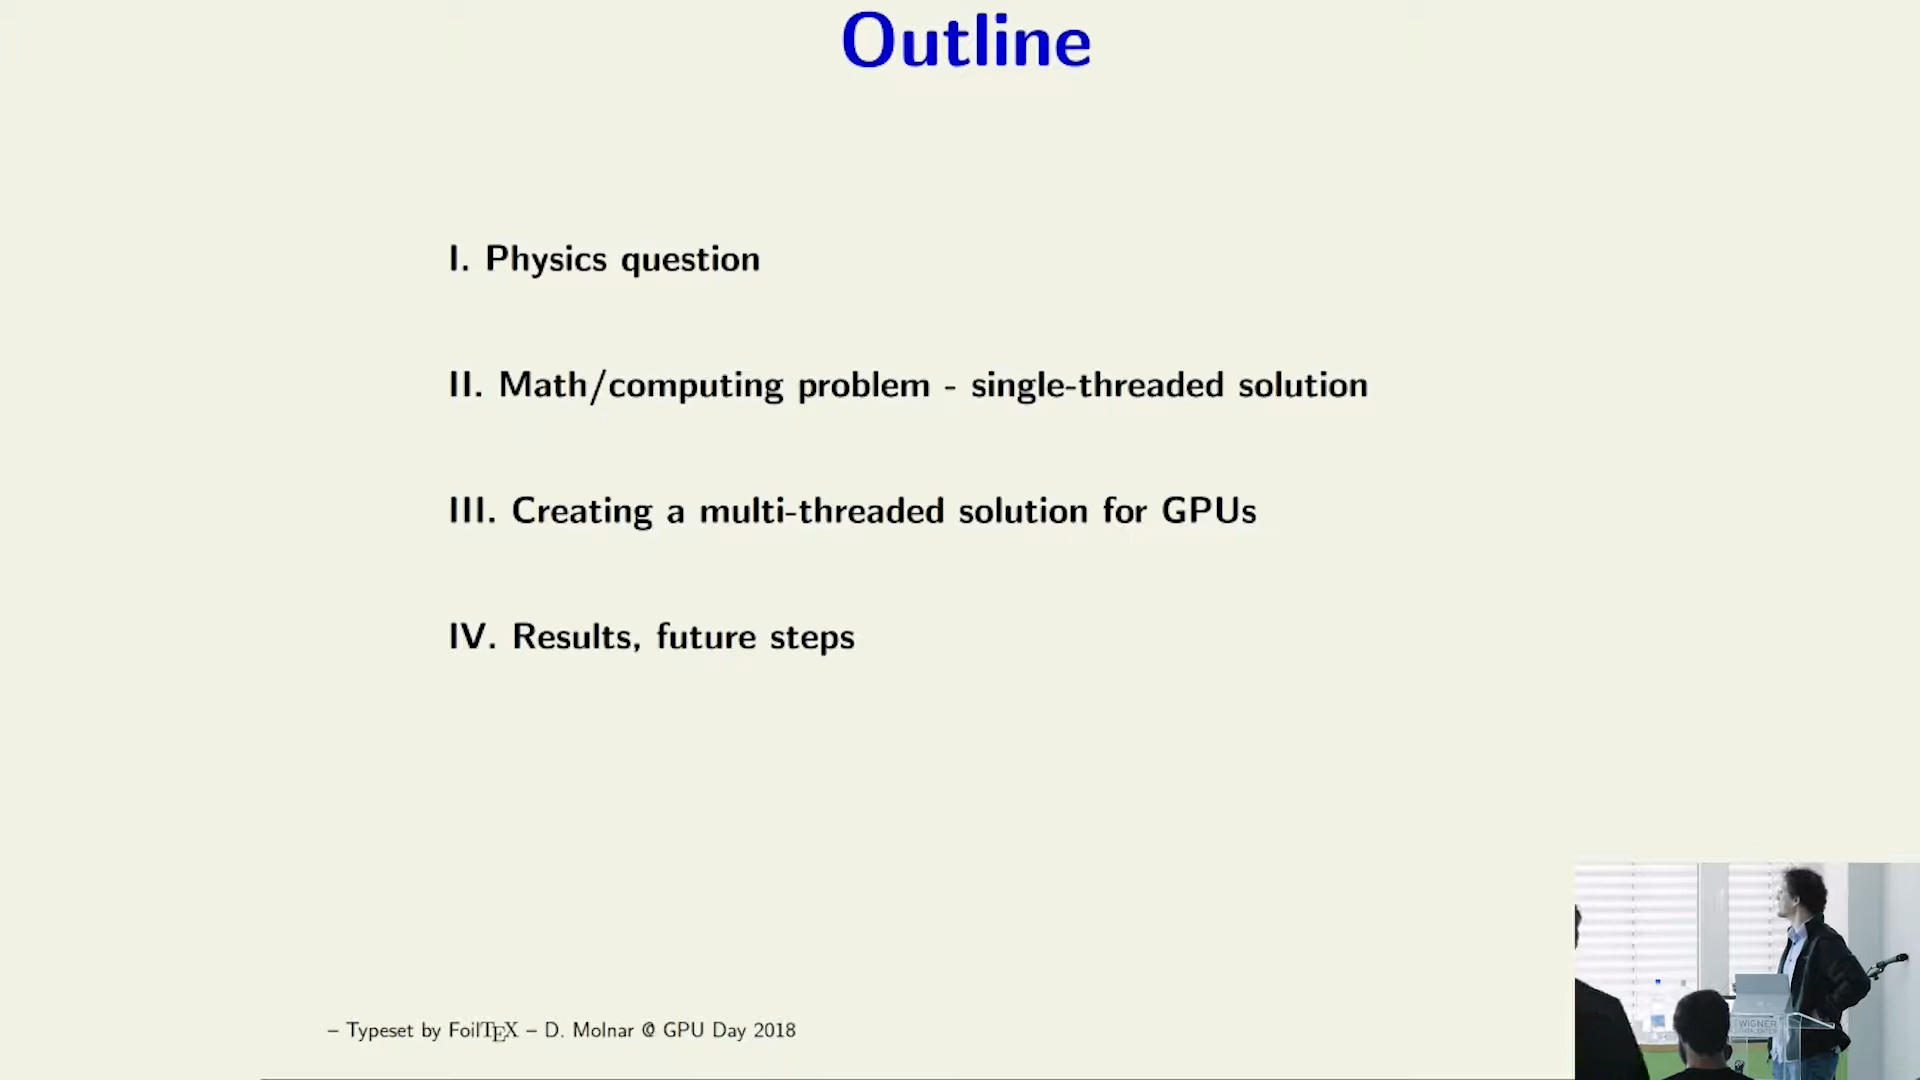 Outline
I. Physics question
II. Math/computing problem - single-threaded solution
III. Creating a multi-threaded solution for GPUs
IV. Results, future steps
– Typeset by FoilTEX – D. Molnar @ GPU Day 2018
WIGNER